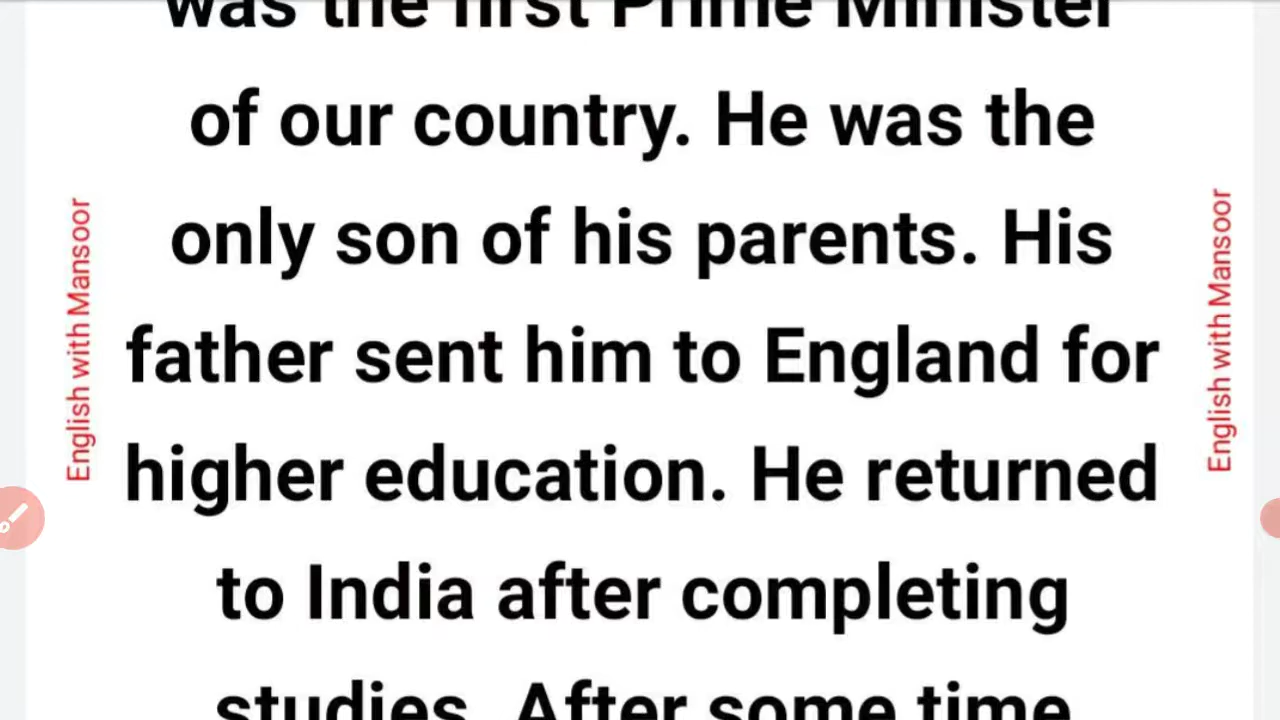 was the first Prime Minister
of our country. He was the
only son of his parents. His
father sent him to England for
higher education. He returned
to India after completing
studies. After some time
English with Mansoor
English with Mansoor